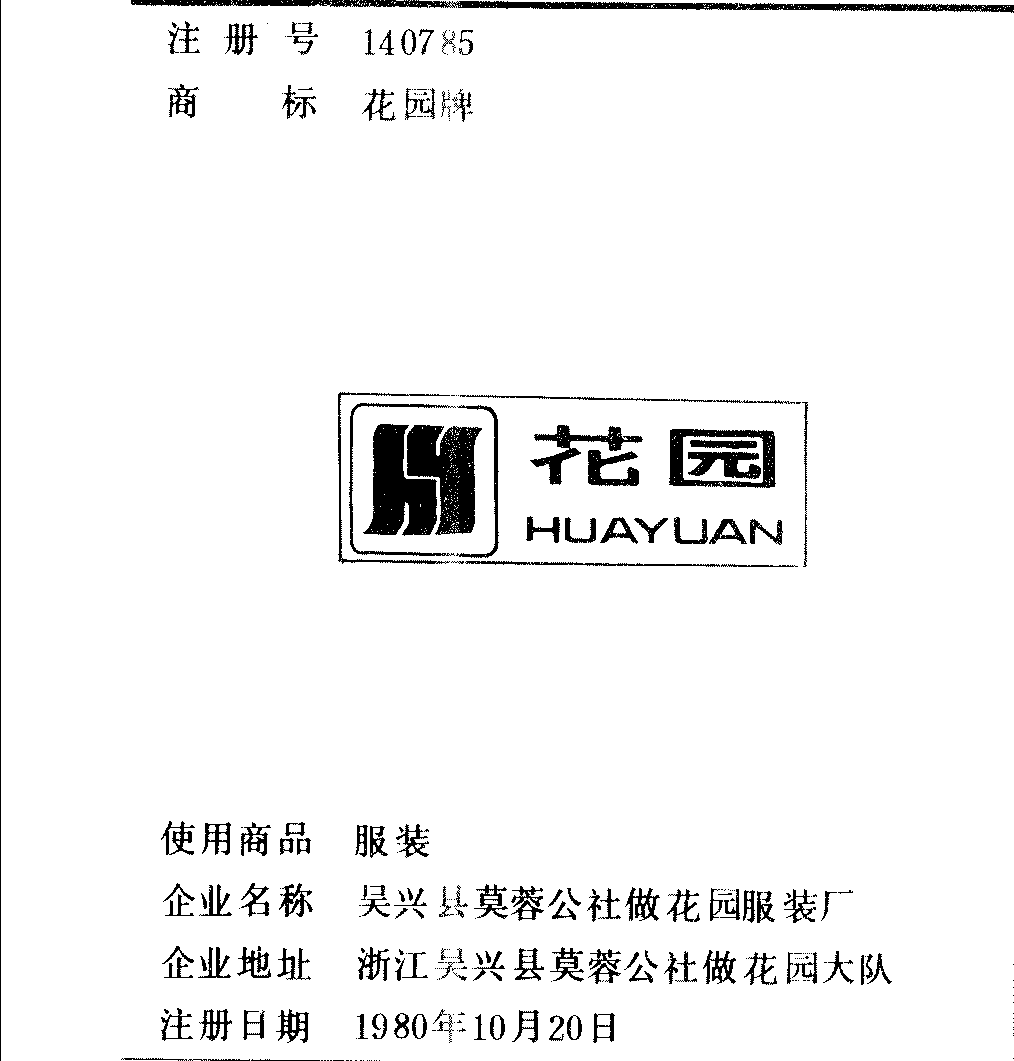 注册号 140785
商标 花园牌
花园
HUAYUAN
使用商品 服装
企业名称 吴兴县莫蓉公社做花园服装厂
企业地址 浙江吴兴县莫蓉公社做花园大队
注册日期 1980年10月20日